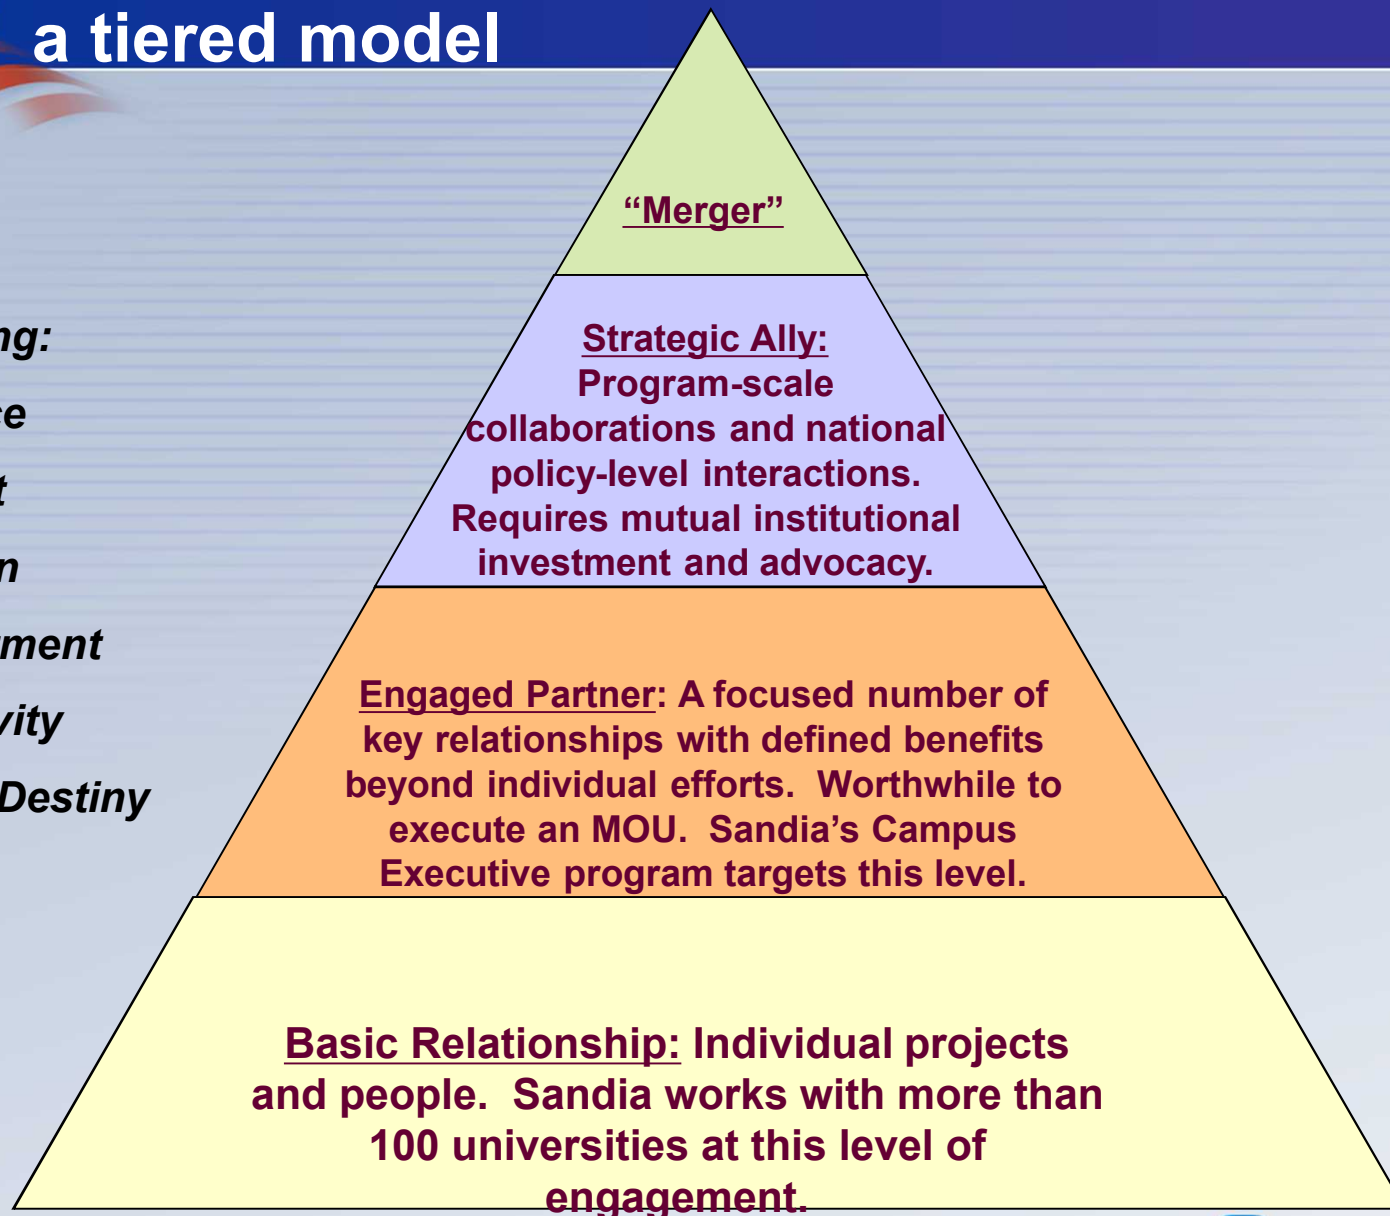 a tiered model
“Merger”
ng:
se
t
n
ment
vity
Destiny
Strategic Ally:
Program-scale
collaborations and national
policy-level interactions.
Requires mutual institutional
investment and advocacy.
Engaged Partner: A focused number of
key relationships with defined benefits
beyond individual efforts.  Worthwhile to
execute an MOU.  Sandia’s Campus
Executive program targets this level.
Basic Relationship: Individual projects
and people.  Sandia works with more than
100 universities at this level of
engagement.